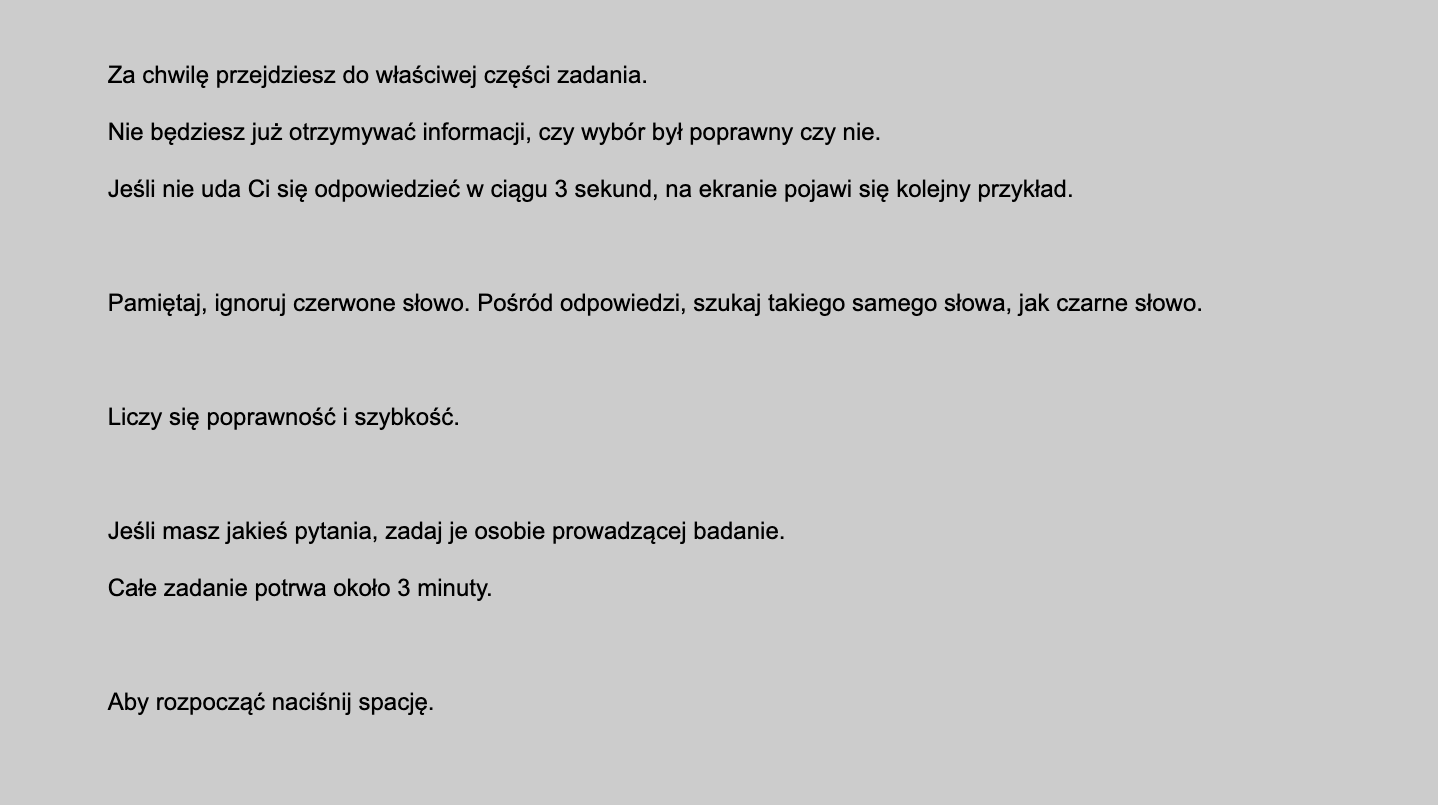 Za chwilę przejdziesz do właściwej części zadania.
Nie będziesz już otrzymywać informacji, czy wybór był poprawny czy nie.
Jeśli nie uda Ci się odpowiedzieć w ciągu 3 sekund, na ekranie pojawi się kolejny przykład.
Pamiętaj, ignoruj czerwone słowo. Pośród odpowiedzi, szukaj takiego samego słowa, jak czarne słowo.
Liczy się poprawność i szybkość.
Jeśli masz jakieś pytania, zadaj je osobie prowadzącej badanie.
Całe zadanie potrwa około 3 minuty.
Aby rozpocząć naciśnij spację.